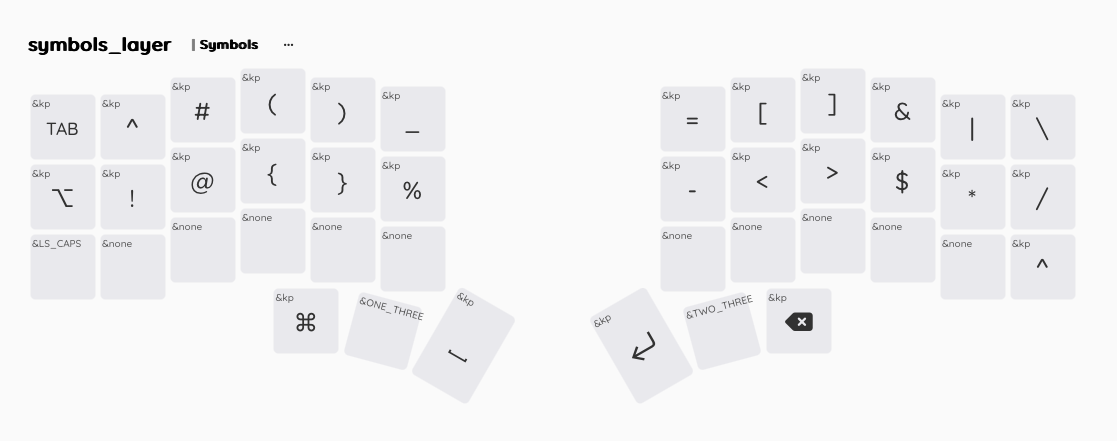 symbols_layer | Symbols ...
&kp &kp &kp &kp &kp &kp &kp &kp &kp &kp &kp &kp
TAB ^ # ( ) _ = [ ] & | \
&kp &kp &kp &kp &kp &kp &kp &kp &kp &kp &kp &kp
⌥ ! @ { } % - < > $ * /
&LS_CAPS &none &none &none &none &none &none &none &none &none &none &kp
^
&kp &ONE_THREE &kp &kp &TWO_THREE &kp
⌘ ⎵ ↵ ⌫